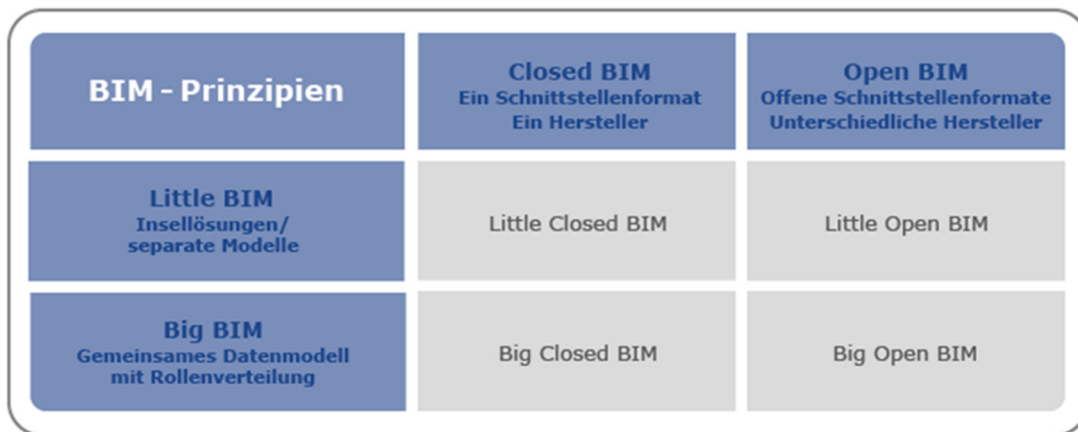 BIM - Prinzipien
Closed BIM
Ein Schnittstellenformat
Ein Hersteller
Open BIM
Offene Schnittstellenformate
Unterschiedliche Hersteller
Little BIM
Insellösungen/
separate Modelle
Little Closed BIM
Little Open BIM
Big BIM
Gemeinsames Datenmodell
mit Rollenverteilung
Big Closed BIM
Big Open BIM